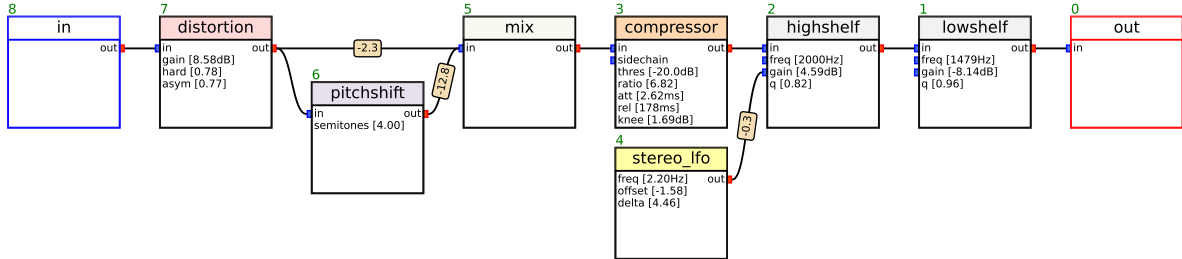 8
in
out
7
distortion
in
out
gain [8.58dB]
hard [0.78]
asym [0.77]
-2.3
6
pitchshift
in
out
semitones [4.00]
-12.8
5
mix
in
out
3
compressor
in
out
sidechain
thres [-20.0dB]
ratio [6.82]
att [2.62ms]
rel [178ms]
knee [1.69dB]
4
stereo_lfo
freq [2.20Hz]
out
offset [-1.58]
delta [4.46]
-0.3
2
highshelf
in
out
freq [2000Hz]
gain [4.59dB]
q [0.82]
1
lowshelf
in
out
freq [1479Hz]
gain [-8.14dB]
q [0.96]
0
out
in